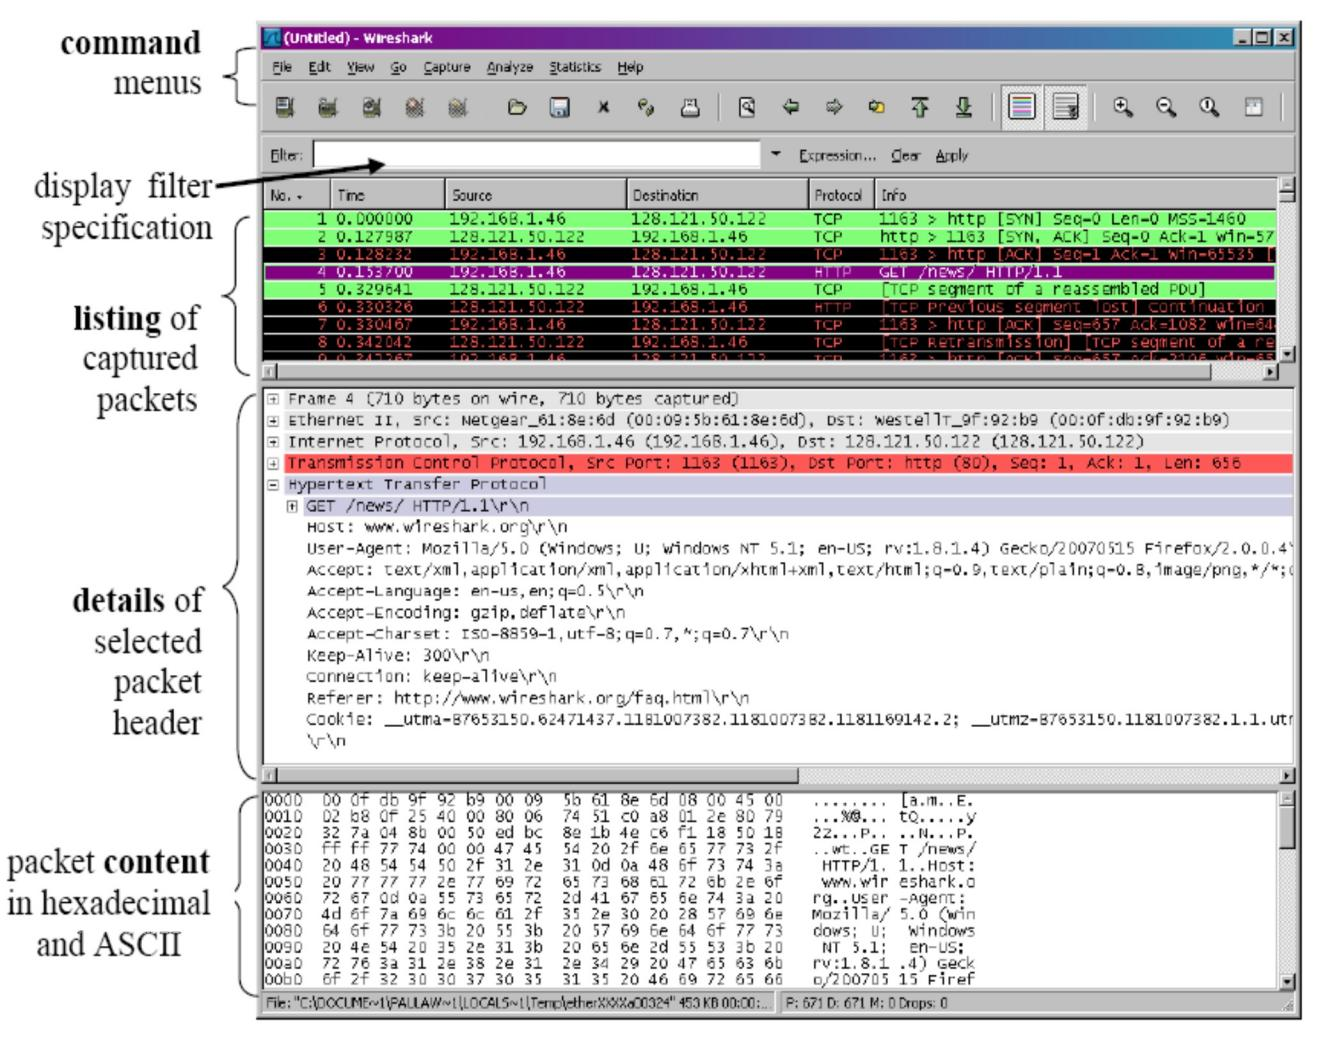 command
menus
(Untitled) - Wireshark
File Edit View Go Capture Analyze Statistics Help
Filter: Expression... Clear Apply
display filter
specification
No. Time Source Destination Protocol Info
1 0.000000 192.168.1.46 128.121.50.122 TCP 1163 > http [SYN] Seq=0 Len=0 MSS=1460
2 0.127987 128.121.50.122 192.168.1.46 TCP http > 1163 [SYN, ACK] Seq=0 Ack=1 Win=57
3 0.128232 192.168.1.46 128.121.50.122 TCP 1163 > http [ACK] Seq=1 Ack=1 Win=65535 [
4 0.153700 192.168.1.46 128.121.50.122 HTTP GET /news/ HTTP/1.1
5 0.329641 128.121.50.122 192.168.1.46 TCP [TCP segment of a reassembled PDU]
6 0.330326 128.121.50.122 192.168.1.46 HTTP [TCP Previous segment lost] Continuation
7 0.330467 192.168.1.46 128.121.50.122 TCP 1163 > http [ACK] Seq=657 Ack=1082 Win=64
8 0.342042 128.121.50.122 192.168.1.46 TCP [TCP Retransmission] [TCP segment of a re
listing of
captured
packets
Frame 4 (710 bytes on wire, 710 bytes captured)
Ethernet II, Src: Netgear_61:8e:6d (00:09:5b:61:8e:6d), Dst: WestellT_9f:92:b9 (00:0f:db:9f:92:b9)
Internet Protocol, Src: 192.168.1.46 (192.168.1.46), Dst: 128.121.50.122 (128.121.50.122)
Transmission Control Protocol, Src Port: 1163 (1163), Dst Port: http (80), Seq: 1, Ack: 1, Len: 656
Hypertext Transfer Protocol
GET /news/ HTTP/1.1\r\n
Host: www.wireshark.org\r\n
User-Agent: Mozilla/5.0 (Windows; U; Windows NT 5.1; en-US; rv:1.8.1.4) Gecko/20070515 Firefox/2.0.0.4\
Accept: text/xml,application/xml,application/xhtml+xml,text/html;q=0.9,text/plain;q=0.8,image/png,*/*;
Accept-Language: en-us,en;q=0.5\r\n
Accept-Encoding: gzip,deflate\r\n
Accept-Charset: ISO-8859-1,utf-8;q=0.7,*;q=0.7\r\n
Keep-Alive: 300\r\n
Connection: keep-alive\r\n
Referer: http://www.wireshark.org/faq.html\r\n
Cookie: __utma=87653150.62471437.1181007382.1181007382.1181169142.2; __utmz=87653150.1181007382.1.1.utm
\r\n
details of
selected
packet
header
0000 00 0f db 9f 92 b9 00 09 5b 61 8e 6d 08 00 45 00 ........ [a.m..E.
0010 02 b8 0f 25 40 00 80 06 74 51 c0 a8 01 2e 80 79 ...%@... tQ.....y
0020 32 7a 04 8b 00 50 ed bc 8e 1b 4e c6 f1 18 50 18 2z...P.. ..N...P.
0030 ff ff 77 74 00 00 47 45 54 20 2f 6e 65 77 73 2f ..wt..GE T /news/
0040 20 48 54 54 50 2f 31 2e 31 0d 0a 48 6f 73 74 3a HTTP/1. 1..Host:
0050 20 77 77 77 2e 77 69 72 65 73 68 61 72 6b 2e 6f www.wir eshark.o
0060 72 67 0d 0a 55 73 65 72 2d 41 67 65 6e 74 3a 20 rg..User -Agent:
0070 4d 6f 7a 69 6c 6c 61 2f 35 2e 30 20 28 57 69 6e Mozilla/ 5.0 (Win
0080 64 6f 77 73 3b 20 55 3b 20 57 69 6e 64 6f 77 73 dows; U; Windows
0090 20 4e 54 20 35 2e 31 3b 20 65 6e 2d 55 53 3b 20 NT 5.1; en-US;
00a0 72 76 3a 31 2e 38 2e 31 2e 34 29 20 47 65 63 6b rv:1.8.1 .4) Geck
00b0 6f 2f 32 30 30 37 30 35 31 35 20 46 69 72 65 66 o/200705 15 Firef
packet content
in hexadecimal
and ASCII
File: "C:\DOCUME~1\PAULAW~1\LOCALS~1\Temp\etherXXXXa00324" 453 KB 00:00:... P: 671 D: 671 M: 0 Drops: 0